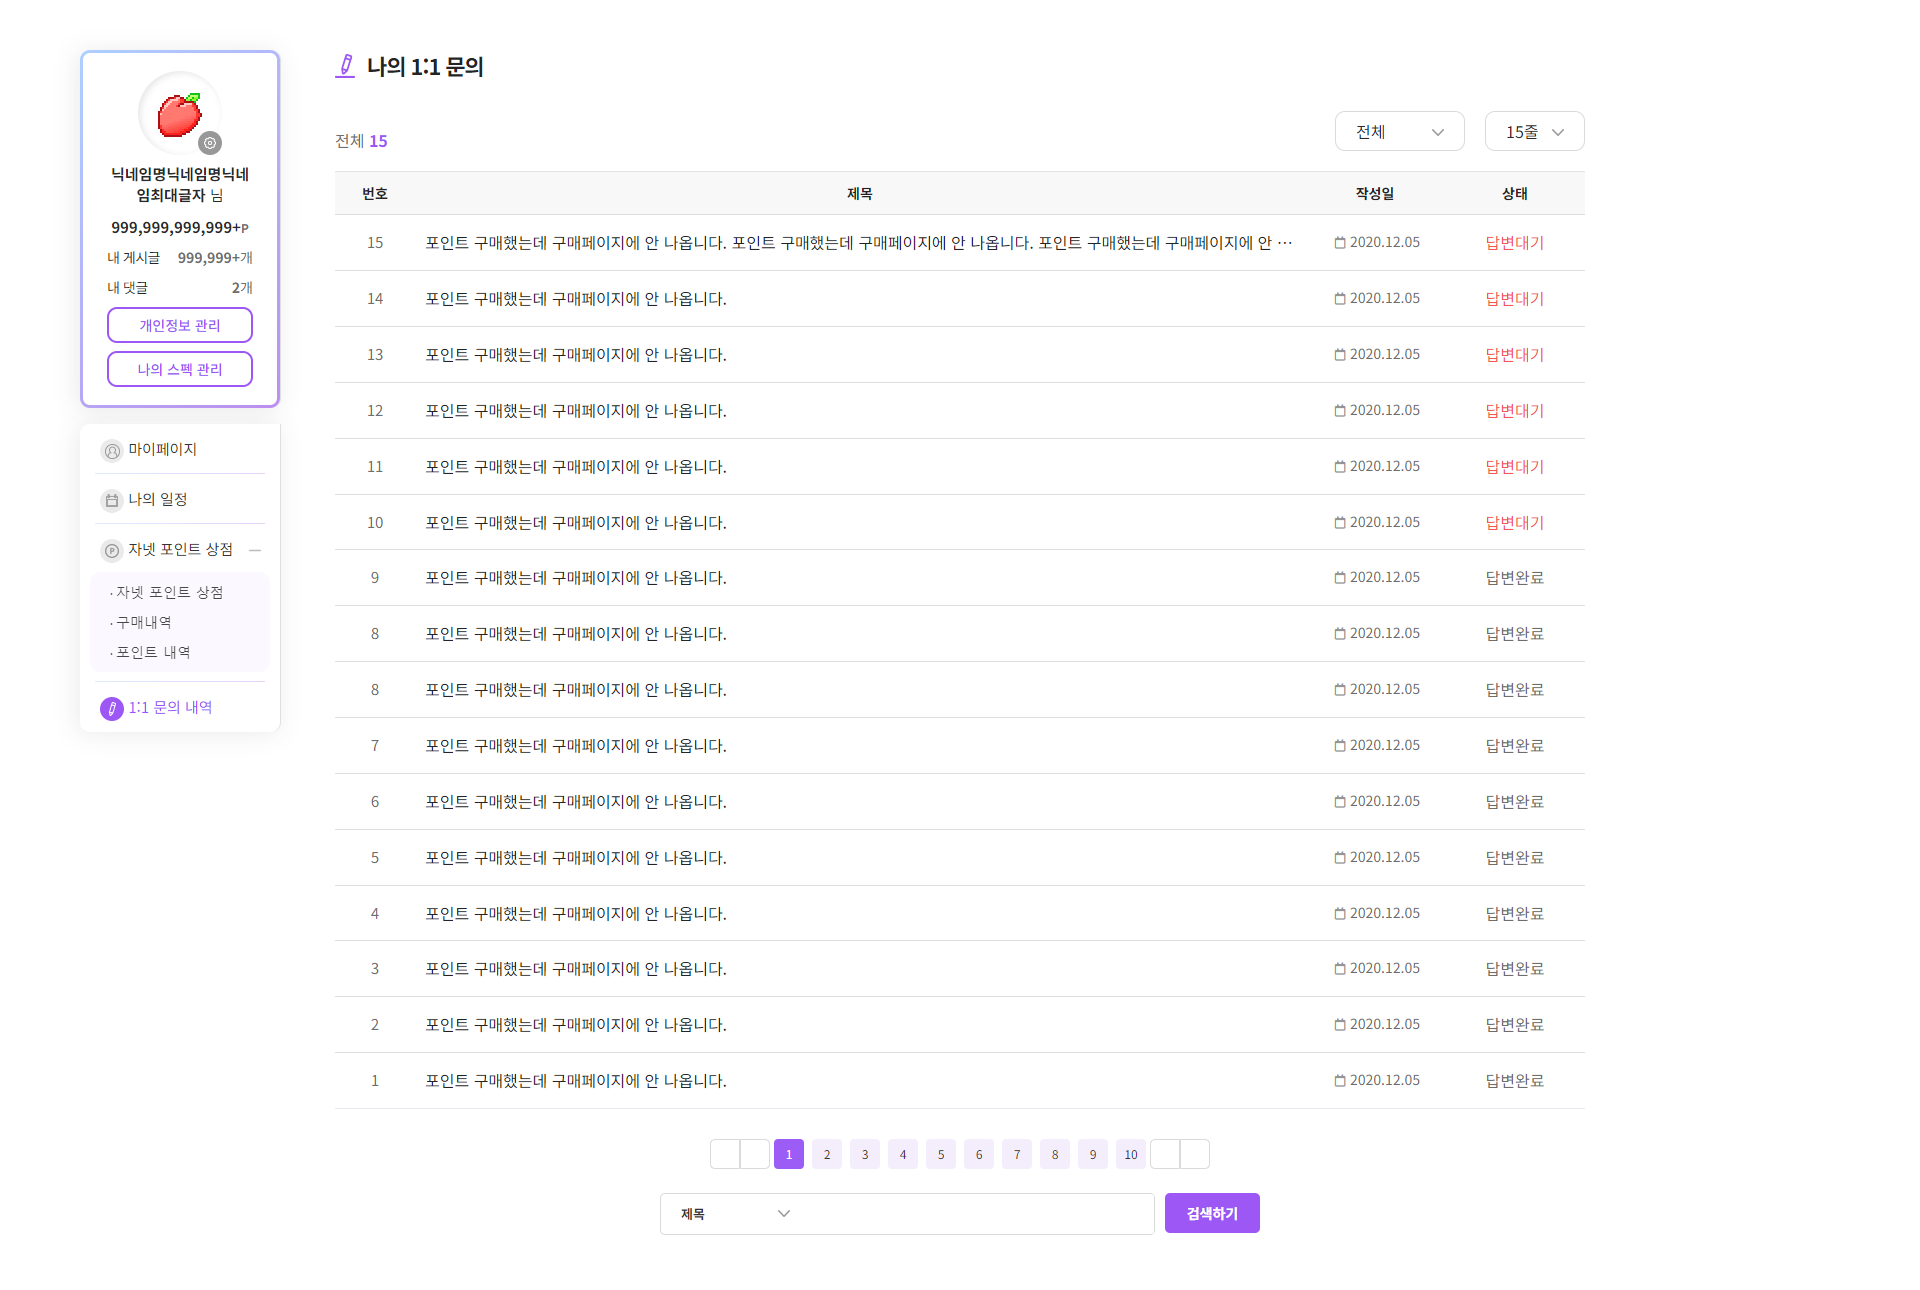 닉네임명닉네임명닉네
임최대글자 님
999,999,999,999+P
내 게시글 999,999+개
내 댓글 2개
개인정보 관리
나의 스펙 관리
마이페이지
나의 일정
자넷 포인트 상점
· 자넷 포인트 상점
· 구매내역
· 포인트 내역
1:1 문의 내역
나의 1:1 문의
전체 15
전체
15줄
번호 제목 작성일 상태
15 포인트 구매했는데 구매페이지에 안 나옵니다. 포인트 구매했는데 구매페이지에 안 나옵니다. 포인트 구매했는데 구매페이지에 안 … 2020.12.05 답변대기
14 포인트 구매했는데 구매페이지에 안 나옵니다. 2020.12.05 답변대기
13 포인트 구매했는데 구매페이지에 안 나옵니다. 2020.12.05 답변대기
12 포인트 구매했는데 구매페이지에 안 나옵니다. 2020.12.05 답변대기
11 포인트 구매했는데 구매페이지에 안 나옵니다. 2020.12.05 답변대기
10 포인트 구매했는데 구매페이지에 안 나옵니다. 2020.12.05 답변대기
9 포인트 구매했는데 구매페이지에 안 나옵니다. 2020.12.05 답변완료
8 포인트 구매했는데 구매페이지에 안 나옵니다. 2020.12.05 답변완료
8 포인트 구매했는데 구매페이지에 안 나옵니다. 2020.12.05 답변완료
7 포인트 구매했는데 구매페이지에 안 나옵니다. 2020.12.05 답변완료
6 포인트 구매했는데 구매페이지에 안 나옵니다. 2020.12.05 답변완료
5 포인트 구매했는데 구매페이지에 안 나옵니다. 2020.12.05 답변완료
4 포인트 구매했는데 구매페이지에 안 나옵니다. 2020.12.05 답변완료
3 포인트 구매했는데 구매페이지에 안 나옵니다. 2020.12.05 답변완료
2 포인트 구매했는데 구매페이지에 안 나옵니다. 2020.12.05 답변완료
1 포인트 구매했는데 구매페이지에 안 나옵니다. 2020.12.05 답변완료
1 2 3 4 5 6 7 8 9 10
제목
검색하기